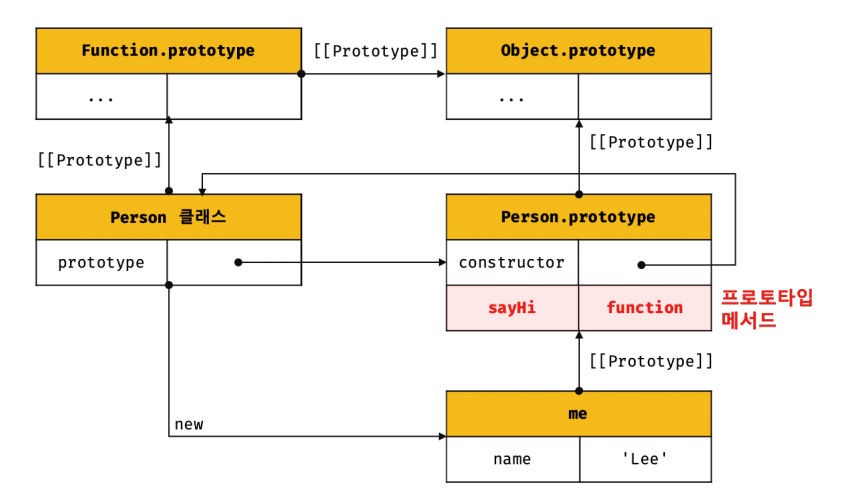 Function.prototype
[[Prototype]]
Object.prototype
...
...
[[Prototype]]
[[Prototype]]
Person 클래스
Person.prototype
prototype
constructor
sayHi
function
프로토타입
메서드
[[Prototype]]
me
new
name
'Lee'